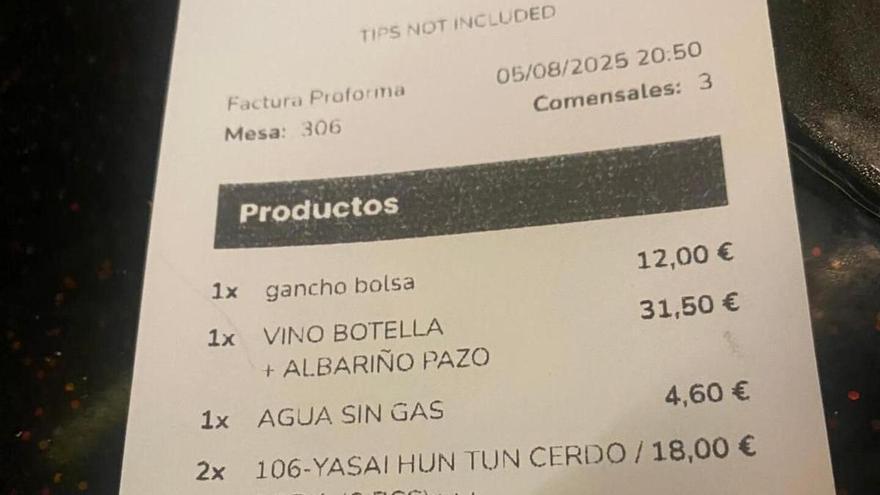 TIPS NOT INCLUDED
Factura Proforma 05/08/2025 20:50
Mesa: 306 Comensales: 3
Productos
1x gancho bolsa 12,00 €
1x VINO BOTELLA 31,50 €
+ ALBARIÑO PAZO
1x AGUA SIN GAS 4,60 €
2x 106-YASAI HUN TUN CERDO / 18,00 €